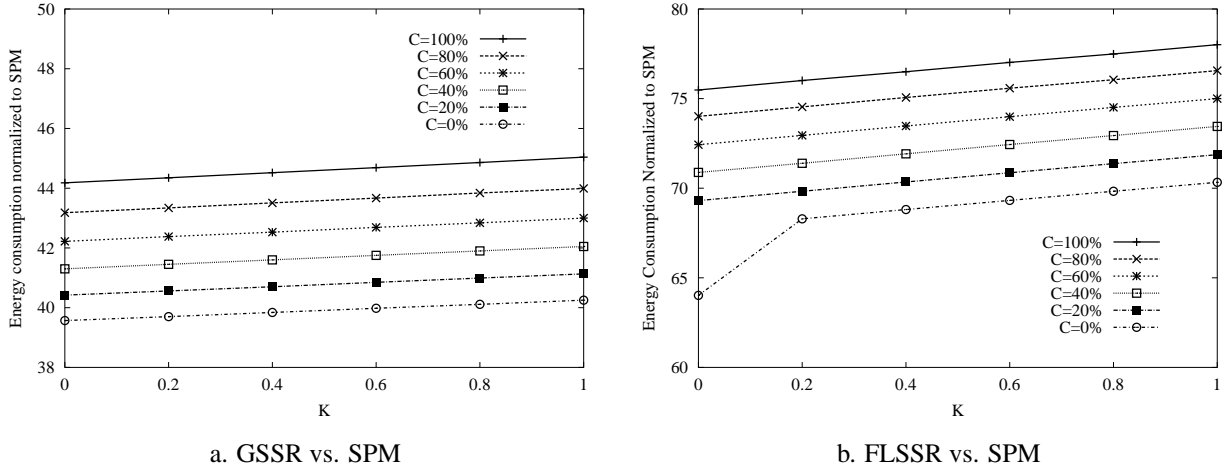 50
48
46
44
42
40
38
0
0.2
0.4
0.6
0.8
1
Energy consumption normalized to SPM
K
C=100%
C=80%
C=60%
C=40%
C=20%
C=0%
a. GSSR vs. SPM
80
75
70
65
60
0
0.2
0.4
0.6
0.8
1
Energy Consumption Normalized to SPM
K
C=100%
C=80%
C=60%
C=40%
C=20%
C=0%
b. FLSSR vs. SPM